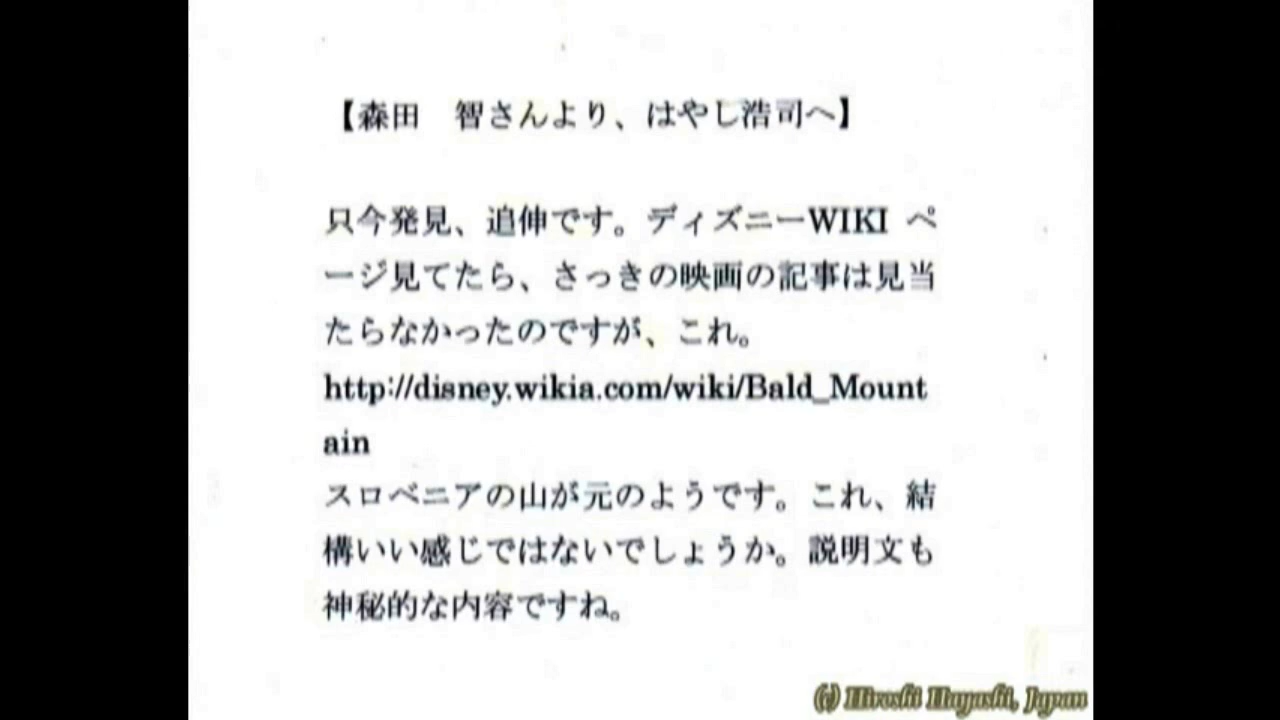 【森田　智さんより、はやし浩司へ】
只今発見、追伸です。ディズニーWIKI ペ
ージ見てたら、さっきの映画の記事は見当
たらなかったのですが、これ。
http://disney.wikia.com/wiki/Bald_Mount
ain
スロベニアの山が元のようです。これ、結
構いい感じではないでしょうか。説明文も
神秘的な内容ですね。
(c) Hiroshi Hayashi, Japan